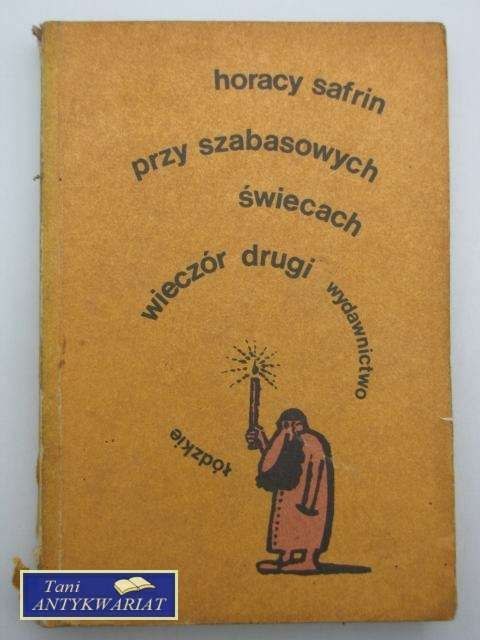 horacy safrin
przy szabasowych
świecach
wieczór drugi
wydawnictwo
łódzkie
Tani
ANTYKWARIAT